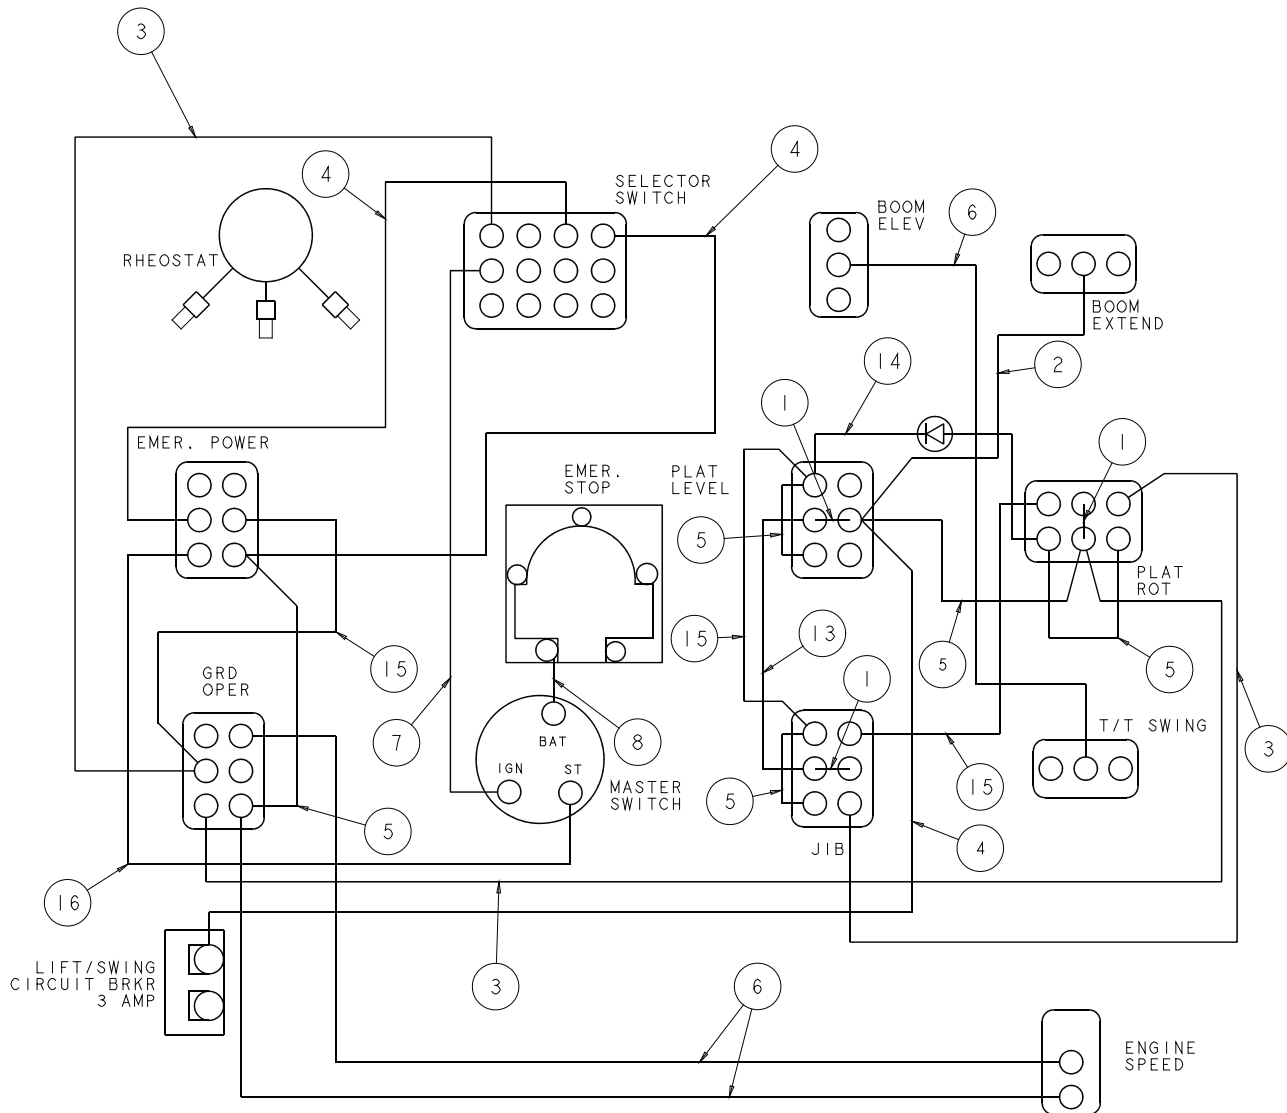 3
4
4
SELECTOR
SWITCH
BOOM
ELEV
6
RHEOSTAT
BOOM
EXTEND
14
2
1
1
EMER. POWER
EMER.
STOP
PLAT
LEVEL
5
PLAT
ROT
15
15
13
5
5
GRD
OPER
1
7
8
BAT
IGN
ST
MASTER
SWITCH
T/T SWING
3
5
5
15
JIB
4
16
LIFT/SWING
CIRCUIT BRKR
3 AMP
3
6
ENGINE
SPEED